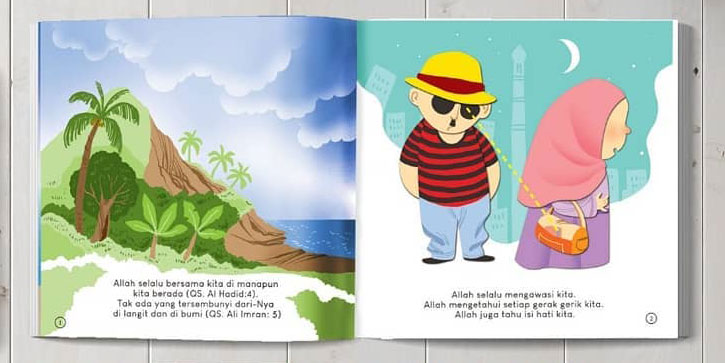 Allah selalu bersama kita di manapun
kita berada (QS. Al Hadid:4).
Tak ada yang tersembunyi dari-Nya
di langit dan di bumi (QS. Ali Imran: 5)
1
Allah selalu mengawasi kita.
Allah mengetahui setiap gerak gerik kita.
Allah juga tahu isi hati kita.
2